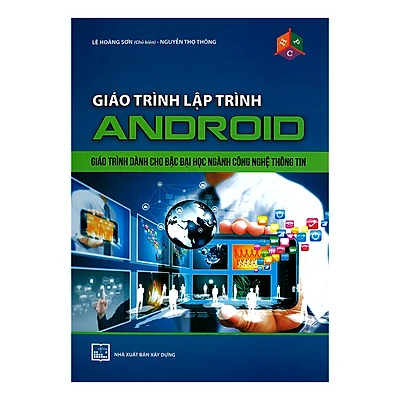 LÊ HOÀNG SƠN (Chủ biên) - NGUYỄN THỌ THÔNG
H P C
GIÁO TRÌNH LẬP TRÌNH
ANDROID
GIÁO TRÌNH DÀNH CHO BẬC ĐẠI HỌC NGÀNH CÔNG NGHỆ THÔNG TIN
NHÀ XUẤT BẢN XÂY DỰNG